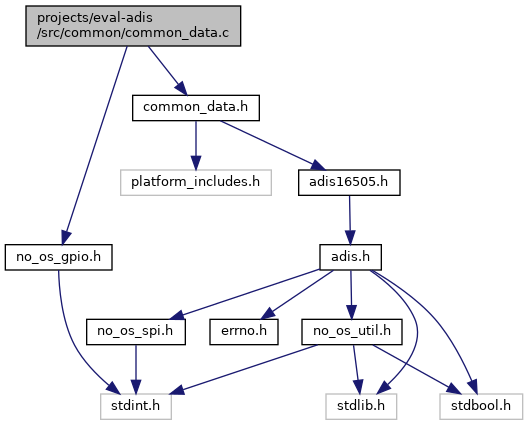 projects/eval-adis
/src/common/common_data.c
common_data.h
platform_includes.h
adis16505.h
no_os_gpio.h
adis.h
no_os_spi.h
errno.h
no_os_util.h
stdint.h
stdlib.h
stdbool.h